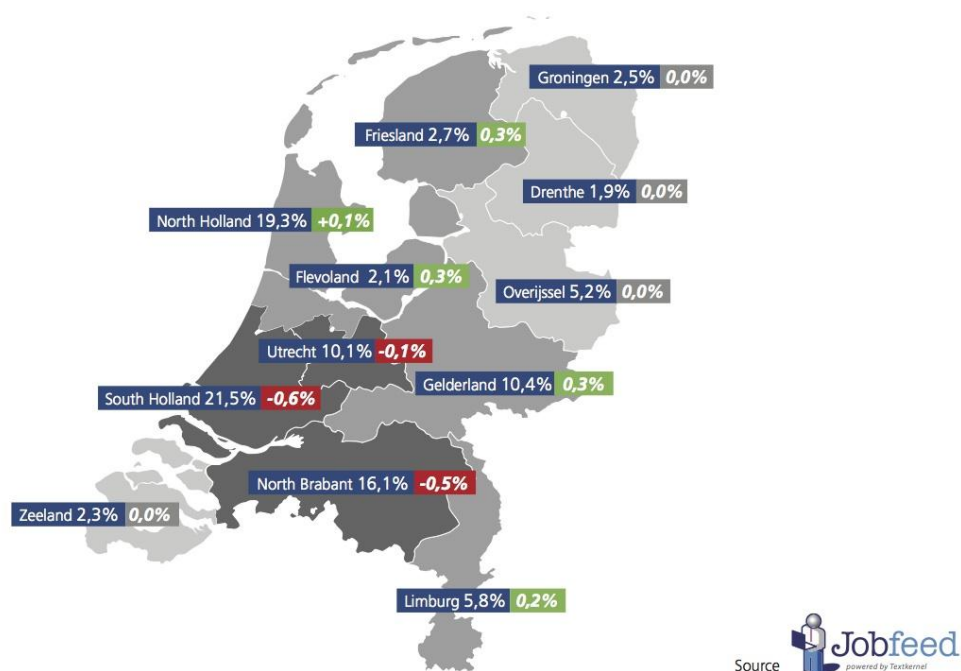 Groningen 2,5% 0,0%
Friesland 2,7% 0,3%
Drenthe 1,9% 0,0%
North Holland 19,3% +0,1%
Flevoland 2,1% 0,3%
Overijssel 5,2% 0,0%
Utrecht 10,1% -0,1%
Gelderland 10,4% 0,3%
South Holland 21,5% -0,6%
North Brabant 16,1% -0,5%
Zeeland 2,3% 0,0%
Limburg 5,8% 0,2%
Source Jobfeed
powered by Textkernel